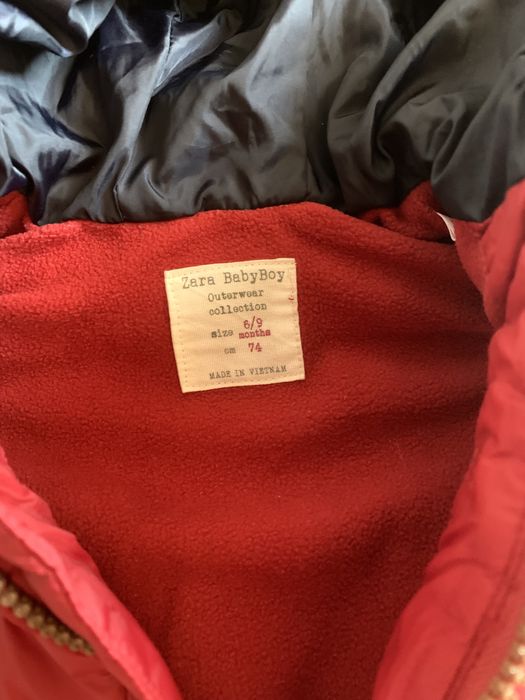 Zara BabyBoy
Outerwear
collection
size 6/9 months
cm 74
MADE IN VIETNAM